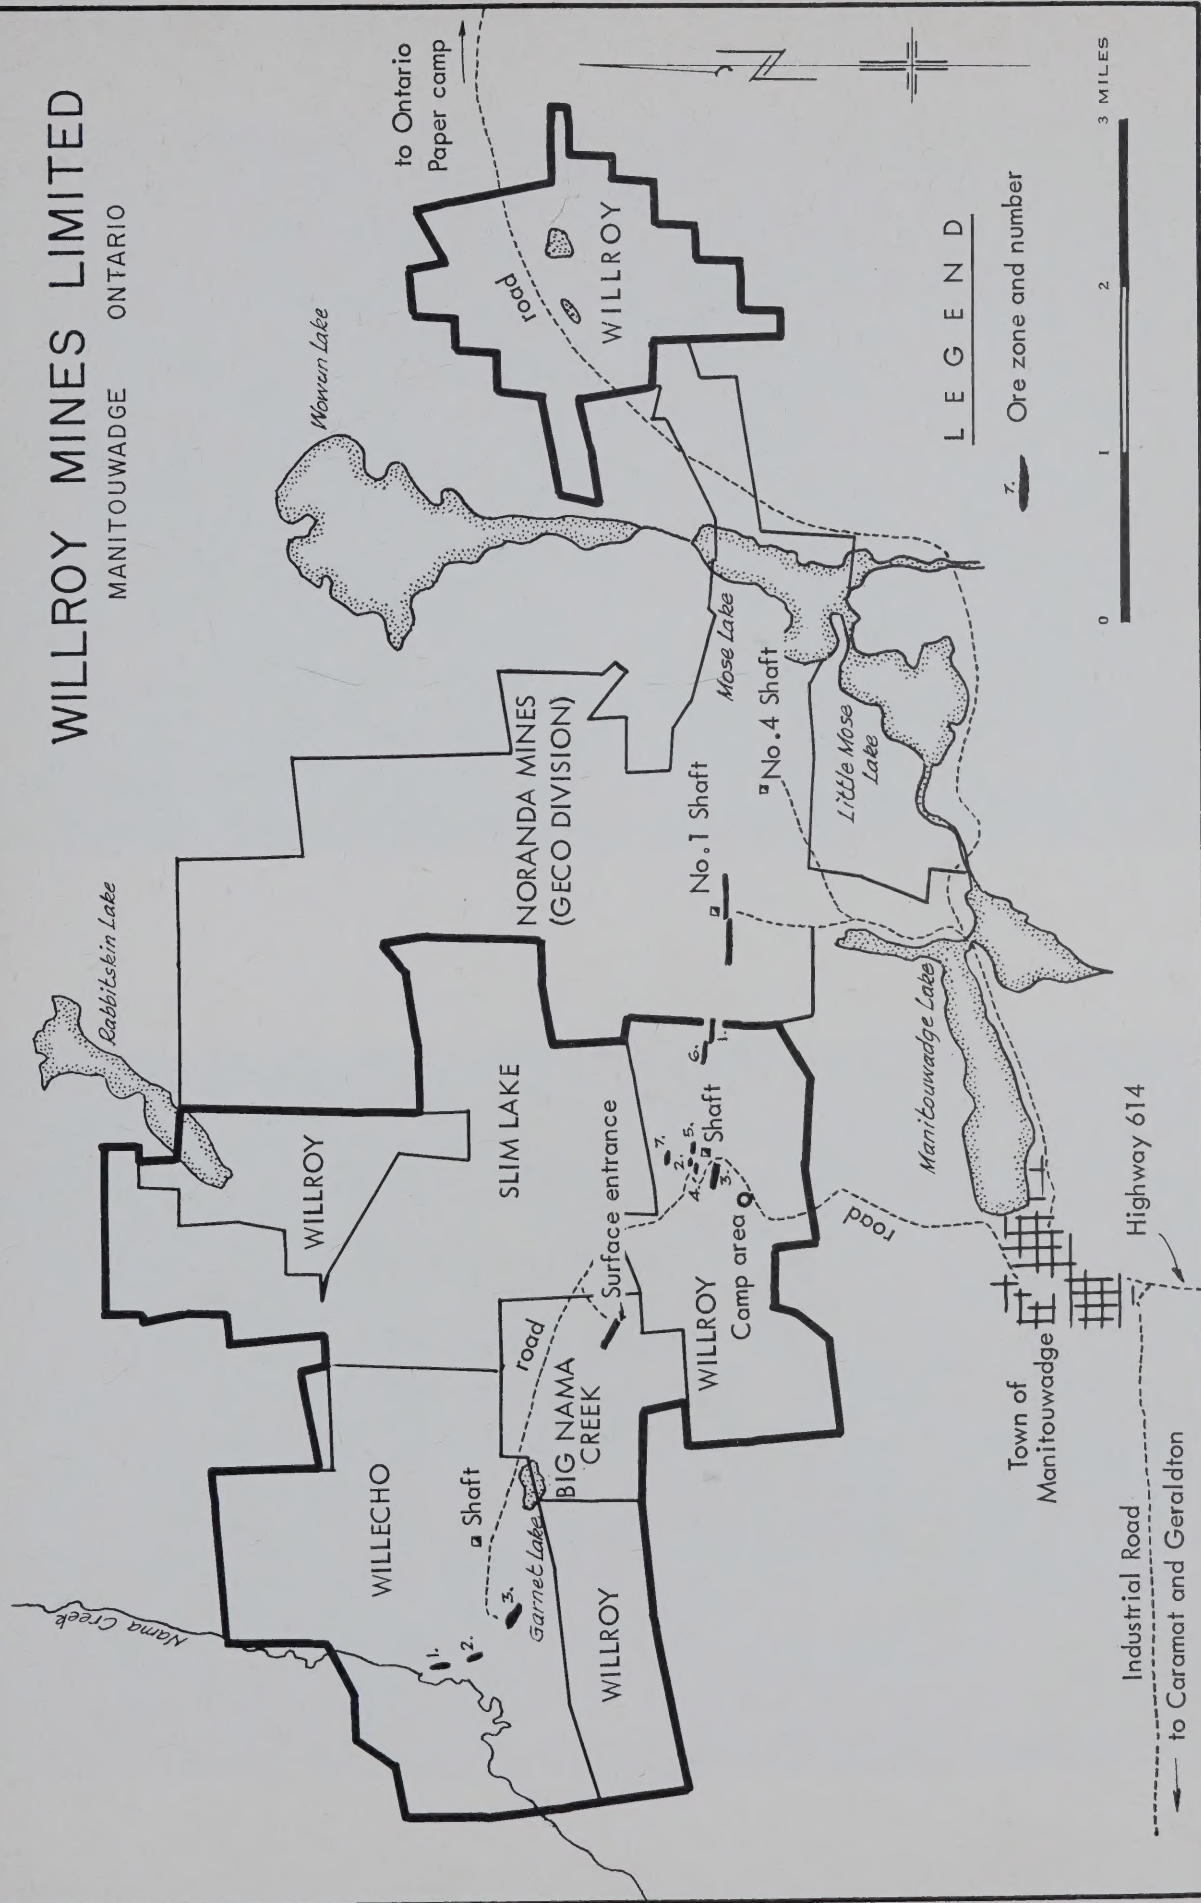 WILLROY MINES LIMITED
MANITOUWADGE ONTARIO
Nama Creek
Rabbitskin Lake
Wowun Lake
to Ontario
Paper camp
N
WILLECHO
1.
2.
3.
Shaft
Garnet Lake
WILLROY
BIG NAMA
CREEK
road
Surface entrance
WILLROY
SLIM LAKE
NORANDA MINES
(GECO DIVISION)
WILLROY
Camp area
7.
2.
5.
4.
3.
Shaft
6.
1.
No.1 Shaft
No.4 Shaft
Mose Lake
Little Mose
Lake
road
WILLROY
road
Manitouwadge Lake
Town of
Manitouwadge
Highway 614
Industrial Road
to Caramat and Geraldton
LEGEND
7. Ore zone and number
0 1 2 3 MILES